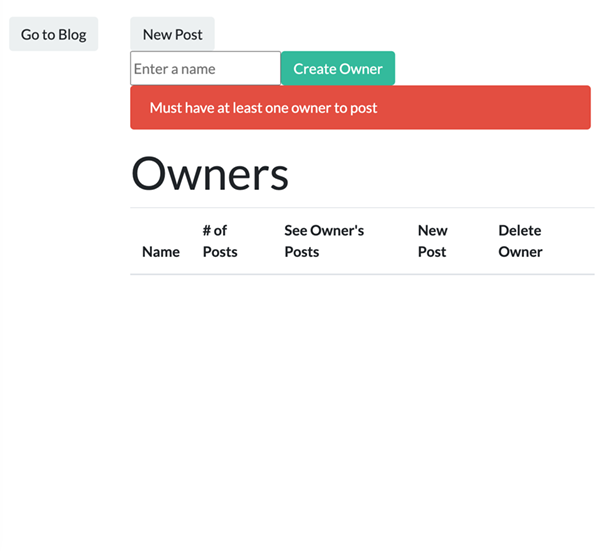 Go to Blog
New Post
Enter a name
Create Owner
Must have at least one owner to post
Owners
Name
# of
Posts
See Owner's
Posts
New
Post
Delete
Owner